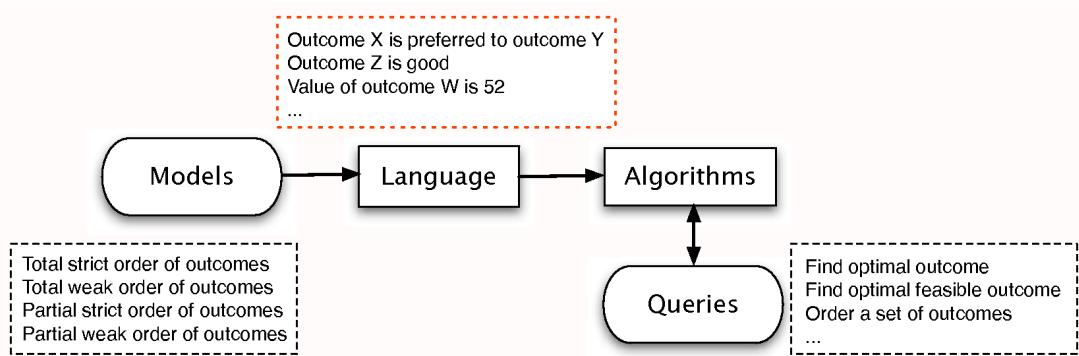 Outcome X is preferred to outcome Y
Outcome Z is good
Value of outcome W is 52
...
Models
Language
Algorithms
Total strict order of outcomes
Total weak order of outcomes
Partial strict order of outcomes
Partial weak order of outcomes
Queries
Find optimal outcome
Find optimal feasible outcome
Order a set of outcomes
...